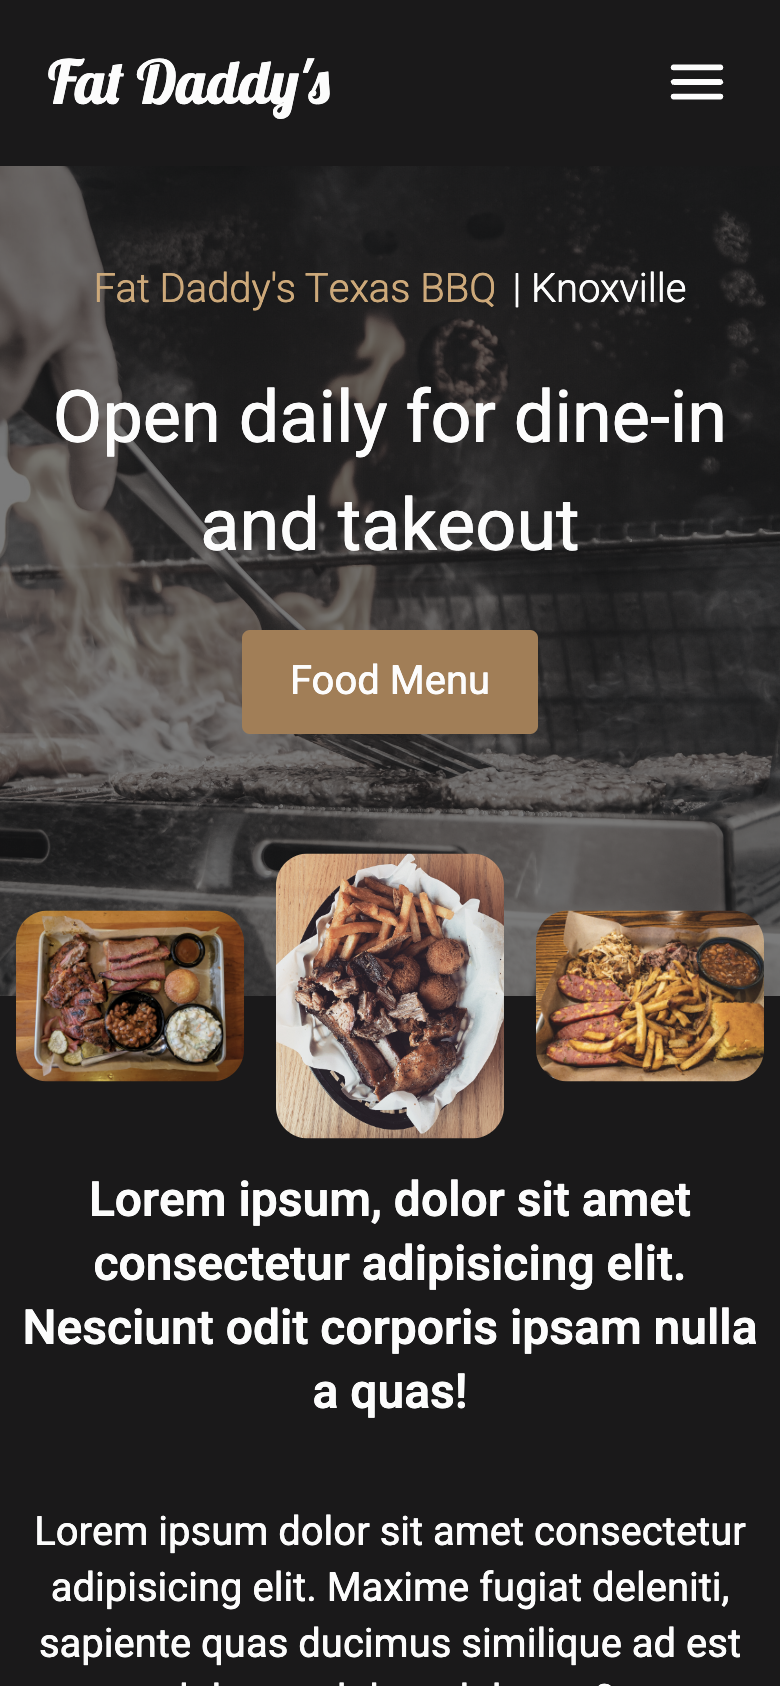 Fat Daddy's
Fat Daddy's Texas BBQ | Knoxville
Open daily for dine-in
and takeout
Food Menu
Lorem ipsum, dolor sit amet
consectetur adipisicing elit.
Nesciunt odit corporis ipsam nulla
a quas!
Lorem ipsum dolor sit amet consectetur
adipisicing elit. Maxime fugiat deleniti,
sapiente quas ducimus similique ad est